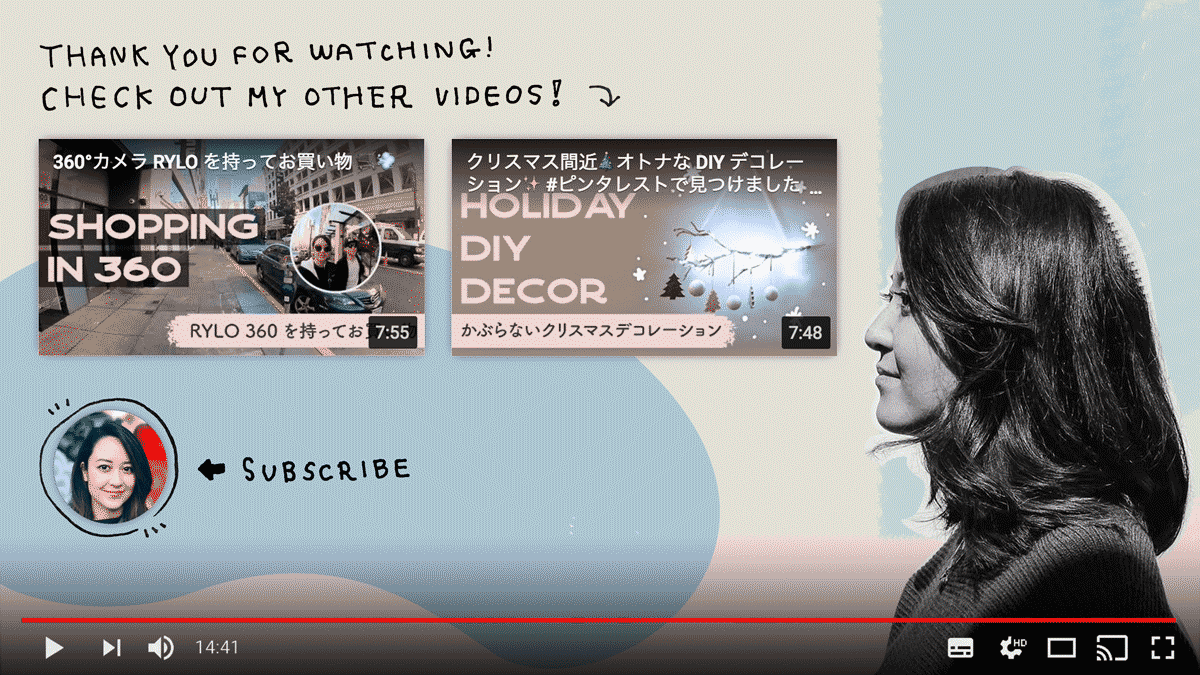 THANK YOU FOR WATCHING!
CHECK OUT MY OTHER VIDEOS!
360°カメラ RYLO を持ってお買い物
SHOPPING
IN 360
RYLO 360 を持ってお
7:55
クリスマス間近🎄オトナな DIY デコレー
ション✨ #ピンタレストで見つけました ...
HOLIDAY
DIY
DECOR
かぶらないクリスマスデコレーション
7:48
SUBSCRIBE
14:41
HD